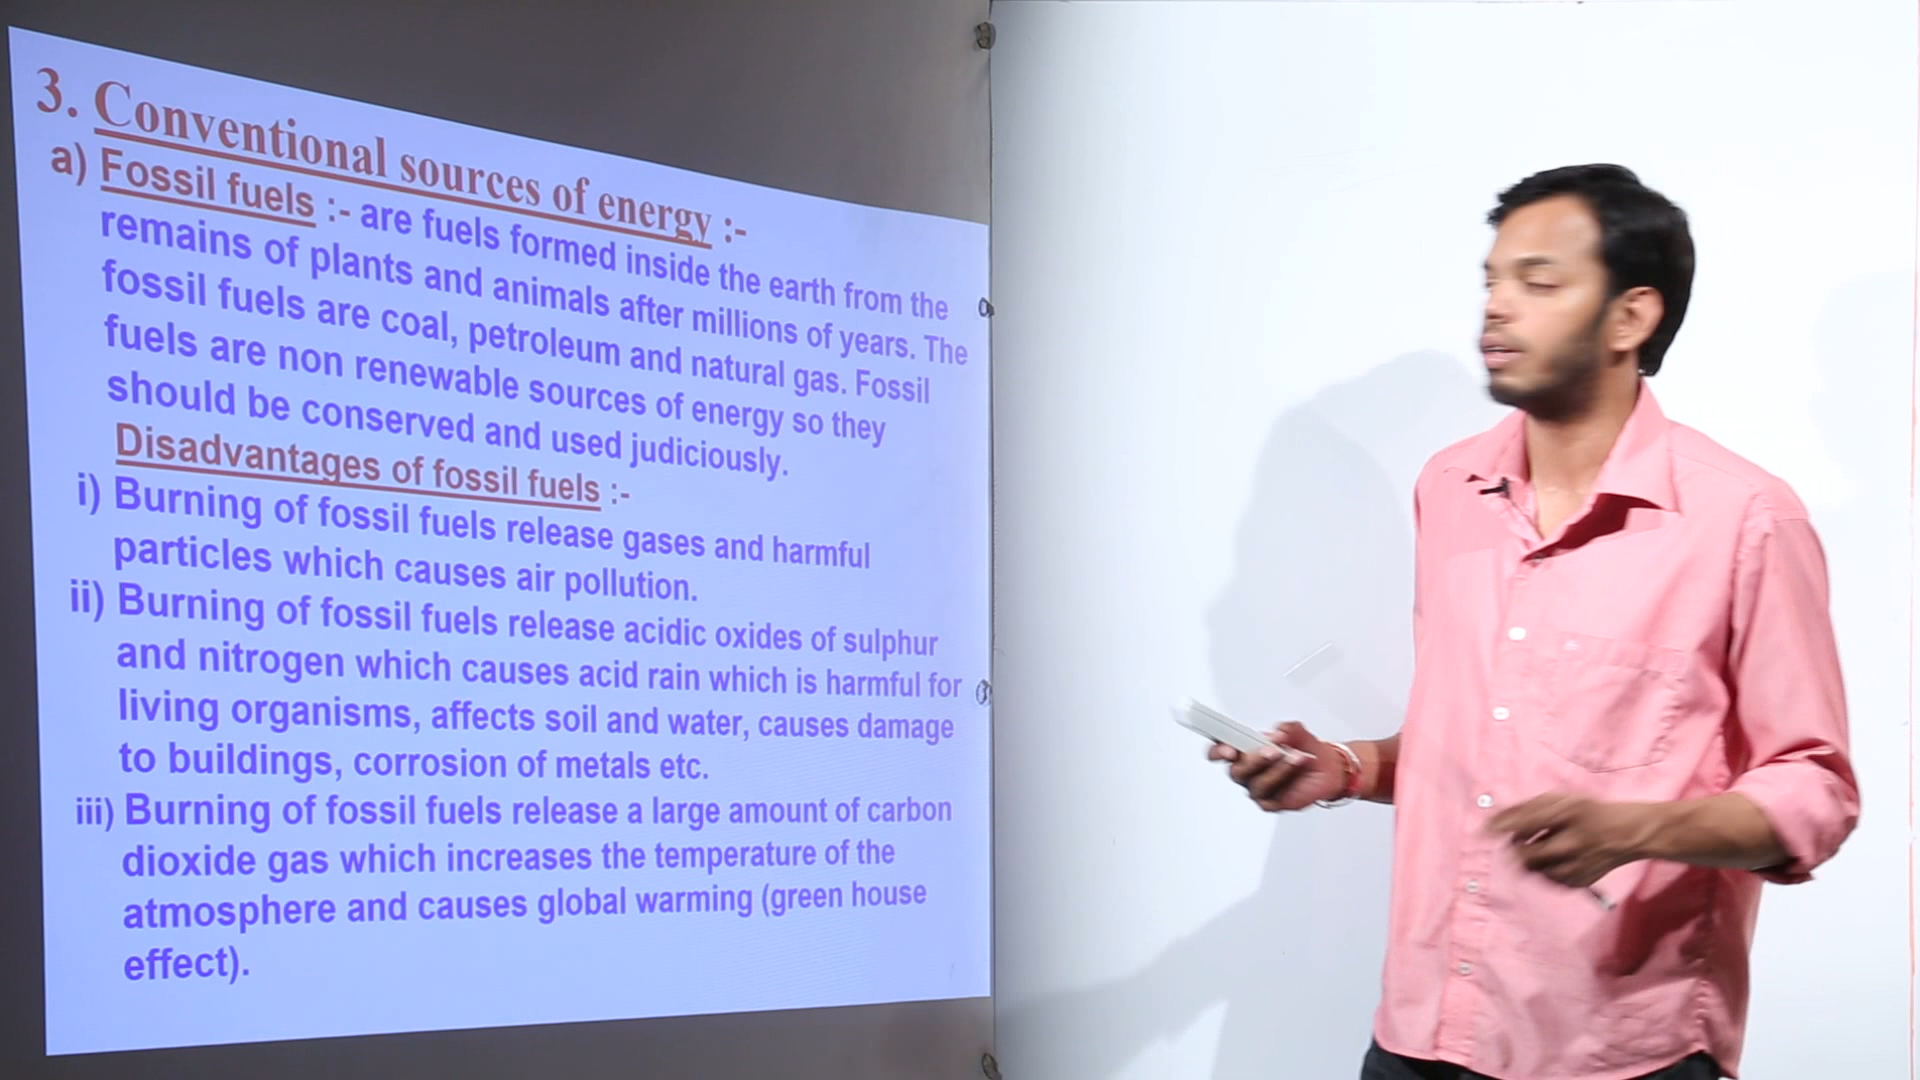 3. Conventional sources of energy :-
a) Fossil fuels :- are fuels formed inside the earth from the
remains of plants and animals after millions of years. The
fossil fuels are coal, petroleum and natural gas. Fossil
fuels are non renewable sources of energy so they
should be conserved and used judiciously.
Disadvantages of fossil fuels :-
i) Burning of fossil fuels release gases and harmful
particles which causes air pollution.
ii) Burning of fossil fuels release acidic oxides of sulphur
and nitrogen which causes acid rain which is harmful for
living organisms, affects soil and water, causes damage
to buildings, corrosion of metals etc.
iii) Burning of fossil fuels release a large amount of carbon
dioxide gas which increases the temperature of the
atmosphere and causes global warming (green house
effect).